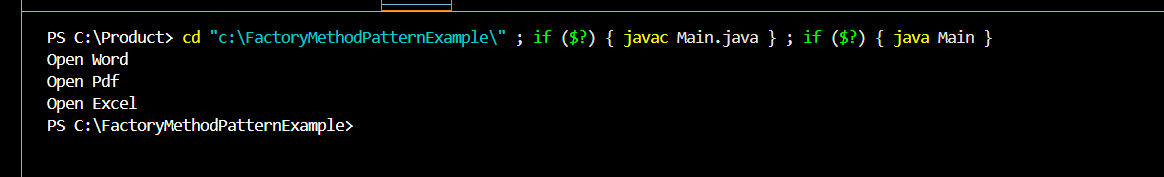 PS C:\Product> cd "c:\FactoryMethodPatternExample\" ; if ($?) { javac Main.java } ; if ($?) { java Main }
Open Word
Open Pdf
Open Excel
PS C:\FactoryMethodPatternExample>